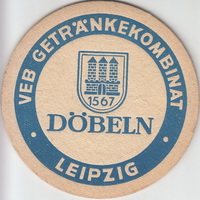 VEB GETRÄNKEKOMBINAT
1567
DÖBELN
· LEIPZIG ·